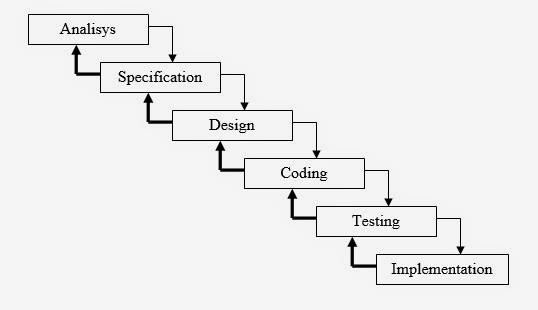 Analisys
Specification
Design
Coding
Testing
Implementation